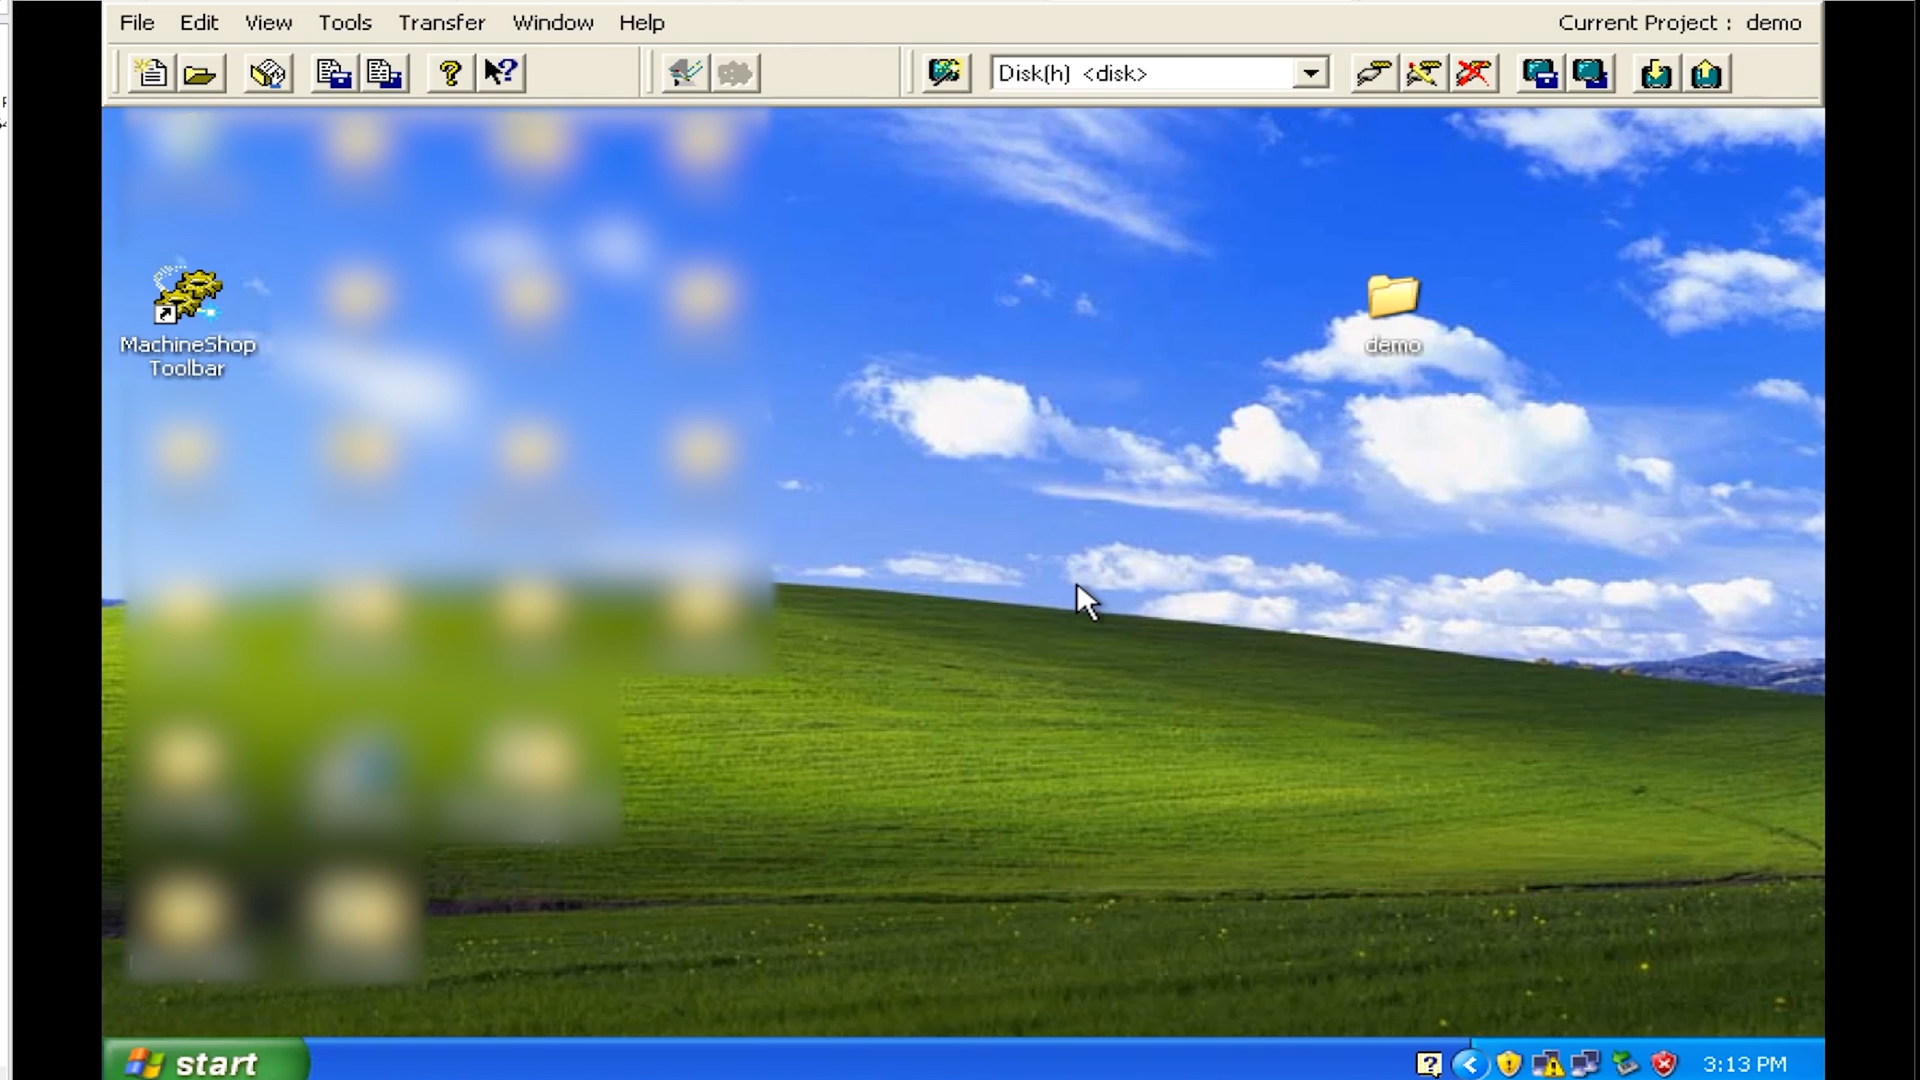 File Edit View Tools Transfer Window Help Current Project : demo
Disk(h) <disk>
MachineShop
Toolbar
demo
start
3:13 PM